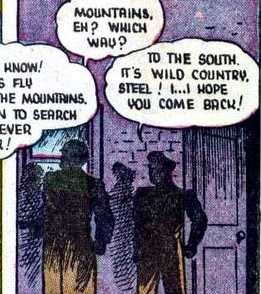 KNOW!
FLY
HE MOUNTAINS.
N TO SEARCH
EVER
!
MOUNTAINS,
EH? WHICH
WAY?
TO THE SOUTH.
IT'S WILD COUNTRY,
STEEL! I...I HOPE
YOU COME BACK!